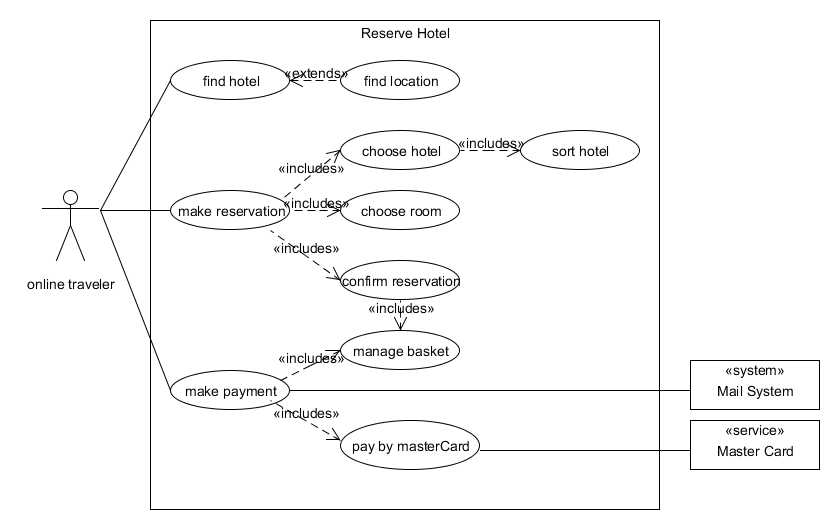 Reserve Hotel
find hotel
«extends»
find location
«includes»
choose hotel
«includes»
sort hotel
make reservation
«includes»
choose room
«includes»
confirm reservation
online traveler
«includes»
«includes»
manage basket
make payment
«includes»
pay by masterCard
«system»
Mail System
«service»
Master Card